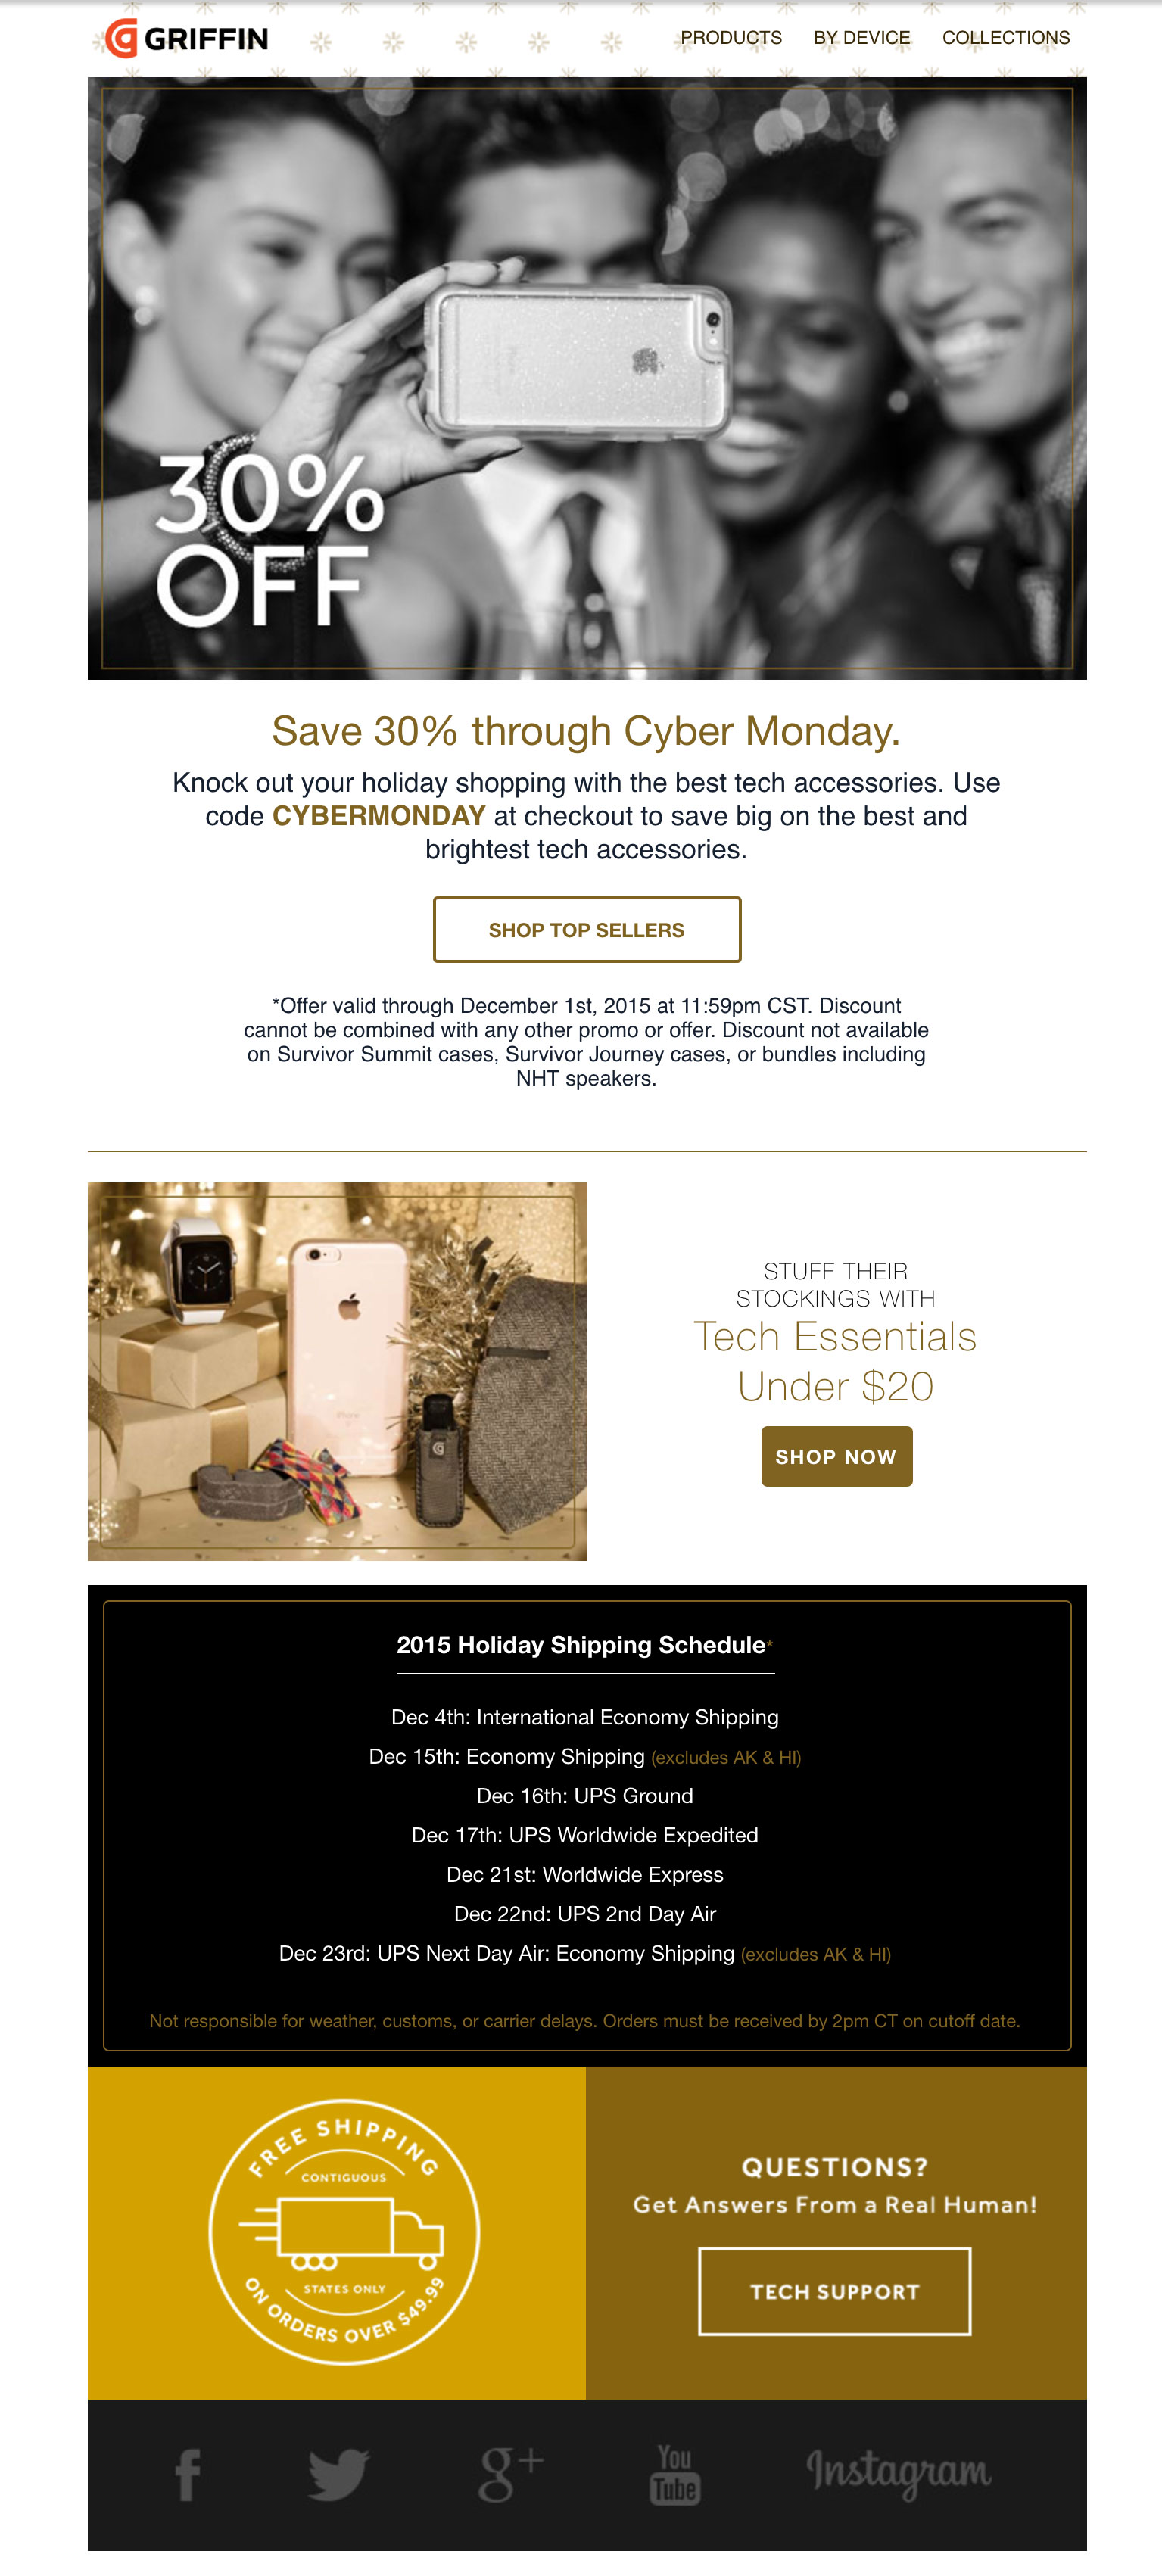 GRIFFIN
PRODUCTS BY DEVICE COLLECTIONS
30%
OFF
Save 30% through Cyber Monday.
Knock out your holiday shopping with the best tech accessories. Use
code CYBERMONDAY at checkout to save big on the best and
brightest tech accessories.
SHOP TOP SELLERS
*Offer valid through December 1st, 2015 at 11:59pm CST. Discount
cannot be combined with any other promo or offer. Discount not available
on Survivor Summit cases, Survivor Journey cases, or bundles including
NHT speakers.
iPhone
STUFF THEIR
STOCKINGS WITH
Tech Essentials
Under $20
SHOP NOW
2015 Holiday Shipping Schedule*
Dec 4th: International Economy Shipping
Dec 15th: Economy Shipping (excludes AK & HI)
Dec 16th: UPS Ground
Dec 17th: UPS Worldwide Expedited
Dec 21st: Worldwide Express
Dec 22nd: UPS 2nd Day Air
Dec 23rd: UPS Next Day Air: Economy Shipping (excludes AK & HI)
Not responsible for weather, customs, or carrier delays. Orders must be received by 2pm CT on cutoff date.
FREE SHIPPING
CONTIGUOUS
STATES ONLY
ON ORDERS OVER $49.99
QUESTIONS?
Get Answers From a Real Human!
TECH SUPPORT
f g+ You Tube Instagram